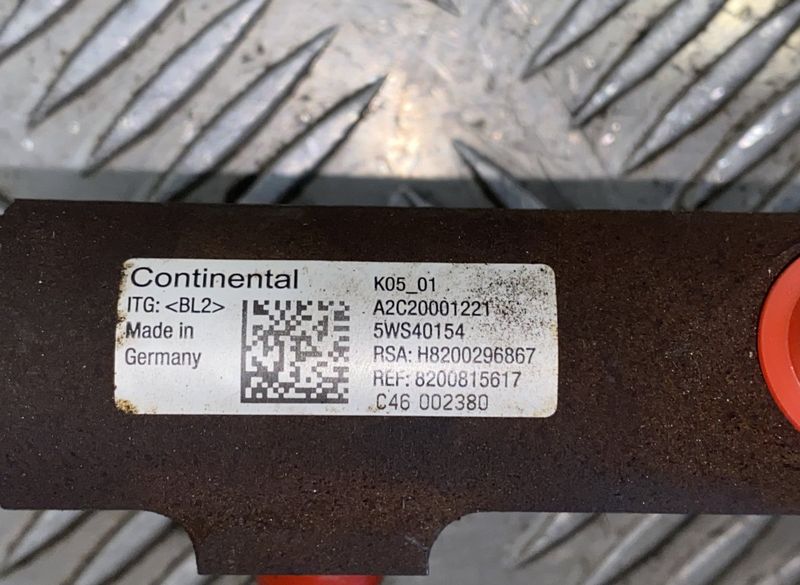 Continental
ITG: <BL2>
Made in
Germany
K05_01
A2C20001221
5WS40154
RSA: H8200296867
REF: 8200815617
C46 002380